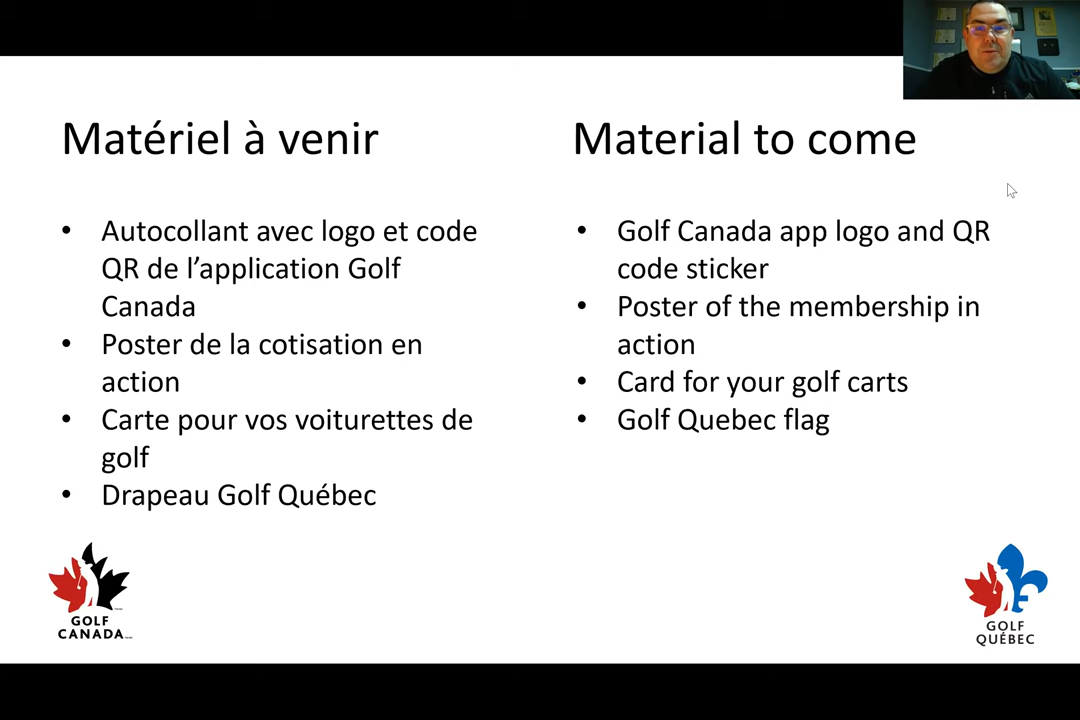 Matériel à venir
• Autocollant avec logo et code
QR de l’application Golf
Canada
• Poster de la cotisation en
action
• Carte pour vos voiturettes de
golf
• Drapeau Golf Québec
Material to come
• Golf Canada app logo and QR
code sticker
• Poster of the membership in
action
• Card for your golf carts
• Golf Quebec flag
GOLF
CANADA
GOLF
QUÉBEC